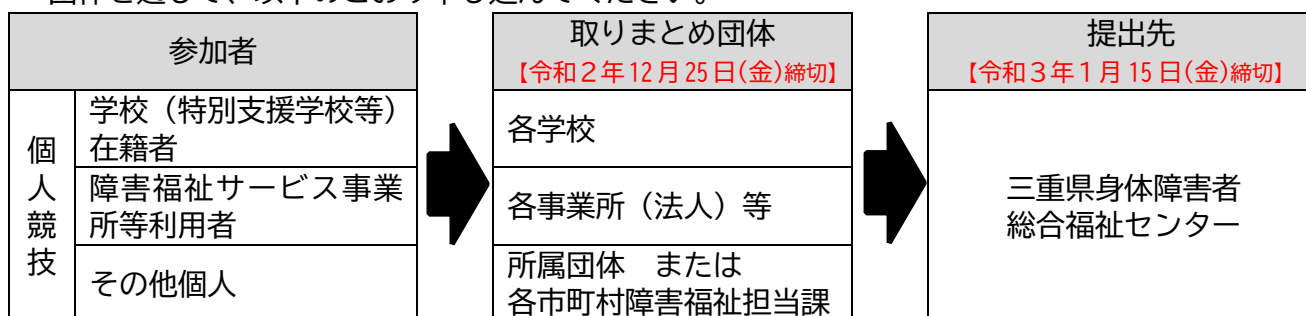 参加者
取りまとめ団体
【令和２年12月25日(金)締切】
提出先
【令和３年１月15日(金)締切】
個人競技
学校（特別支援学校等）
在籍者
各学校
障害福祉サービス事業
所等利用者
各事業所（法人）等
その他個人
所属団体　または
各市町村障害福祉担当課
三重県身体障害者
総合福祉センター